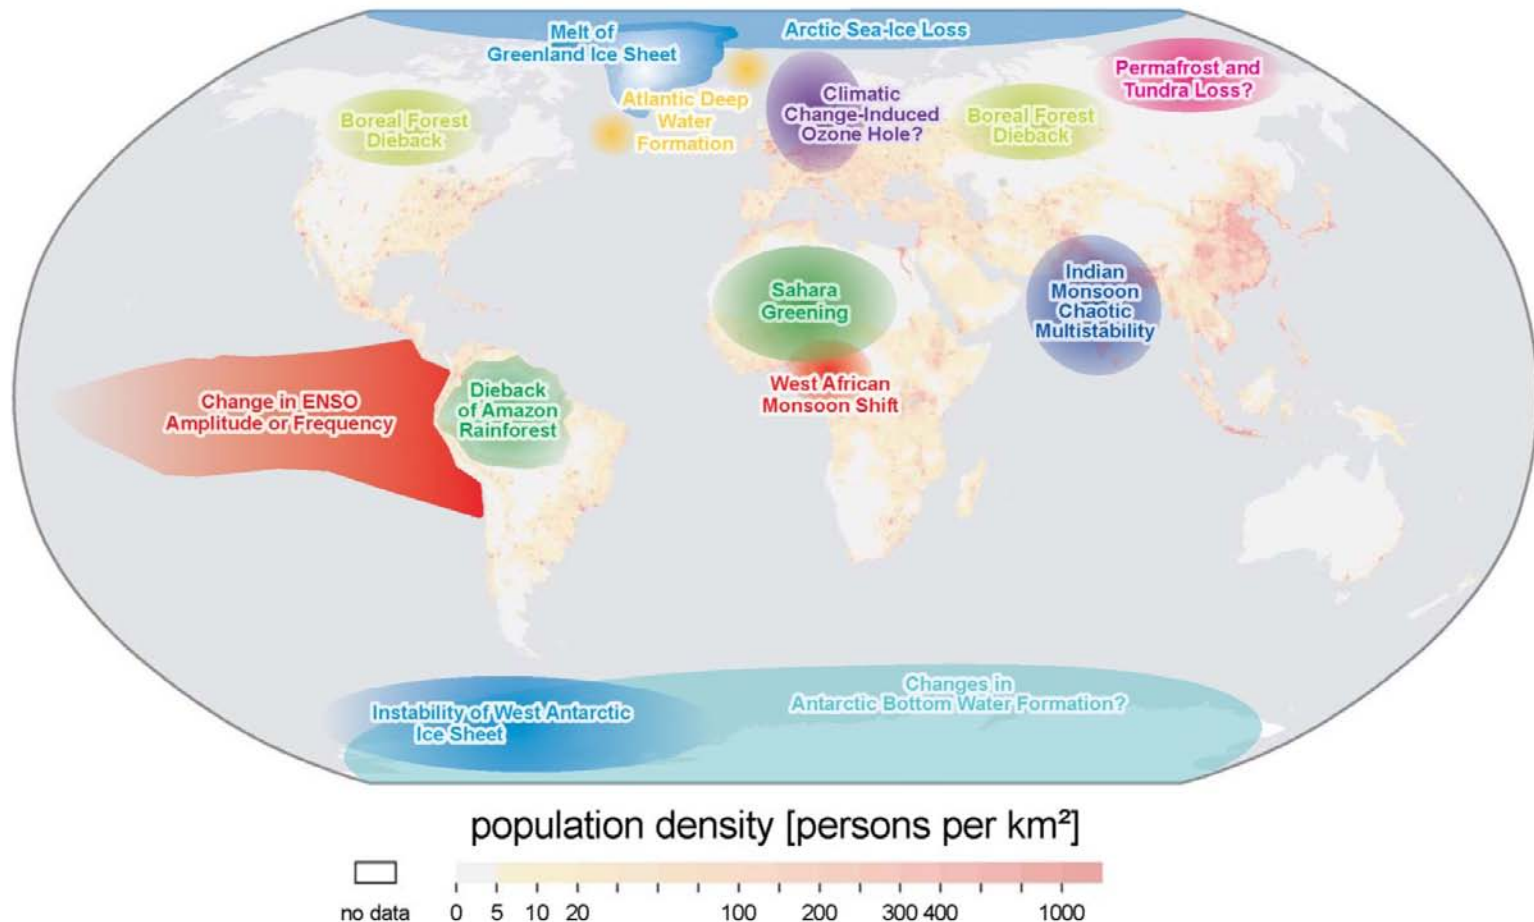 Melt of
Greenland Ice Sheet
Arctic Sea-Ice Loss
Atlantic Deep
Water
Formation
Climatic
Change-Induced
Ozone Hole?
Permafrost and
Tundra Loss?
Boreal Forest
Dieback
Boreal Forest
Dieback
Sahara
Greening
Indian
Monsoon
Chaotic
Multistability
West African
Monsoon Shift
Change in ENSO
Amplitude or Frequency
Dieback
of Amazon
Rainforest
Instability of West Antarctic
Ice Sheet
Changes in
Antarctic Bottom Water Formation?
population density [persons per km²]
no data 0 5 10 20 100 200 300 400 1000